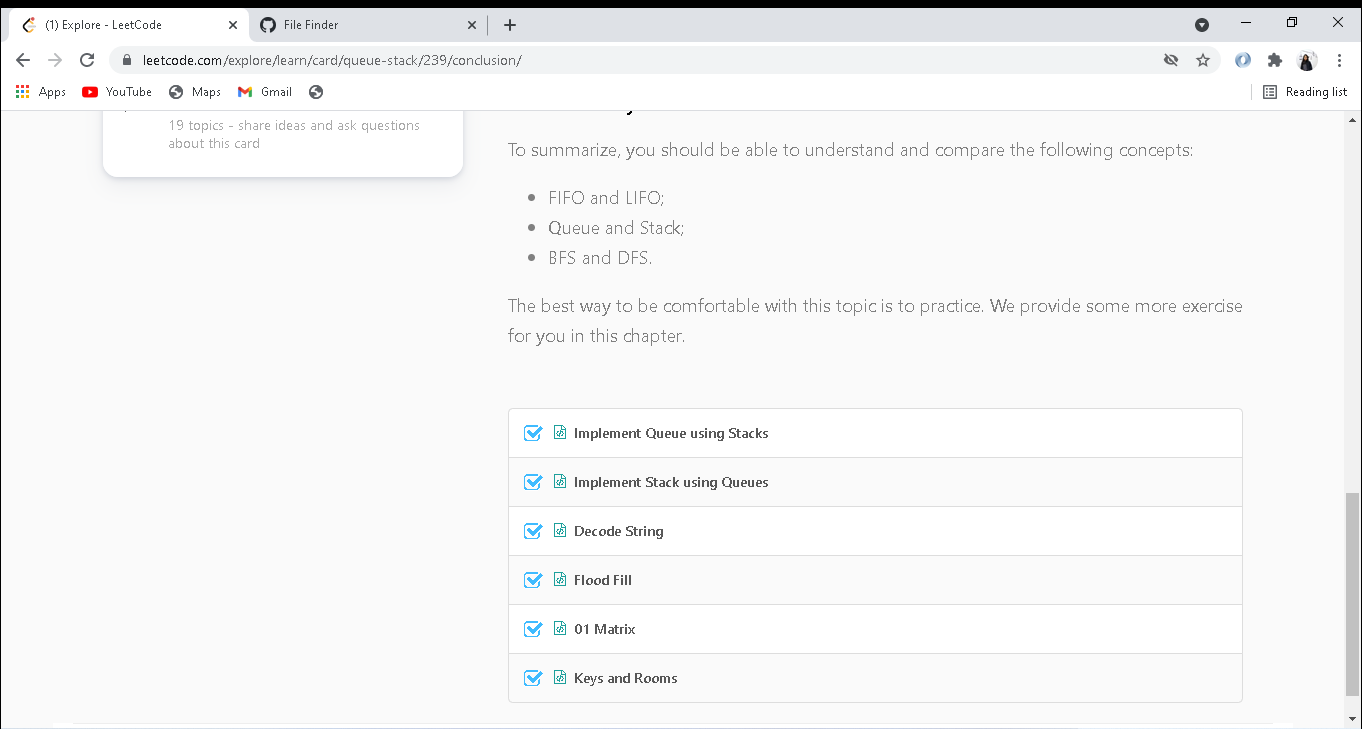 (1) Explore - LeetCode
File Finder
leetcode.com/explore/learn/card/queue-stack/239/conclusion/
Apps
YouTube
Maps
Gmail
Reading list
19 topics - share ideas and ask questions
about this card
To summarize, you should be able to understand and compare the following concepts:
FIFO and LIFO;
Queue and Stack;
BFS and DFS.
The best way to be comfortable with this topic is to practice. We provide some more exercise
for you in this chapter.
Implement Queue using Stacks
Implement Stack using Queues
Decode String
Flood Fill
01 Matrix
Keys and Rooms